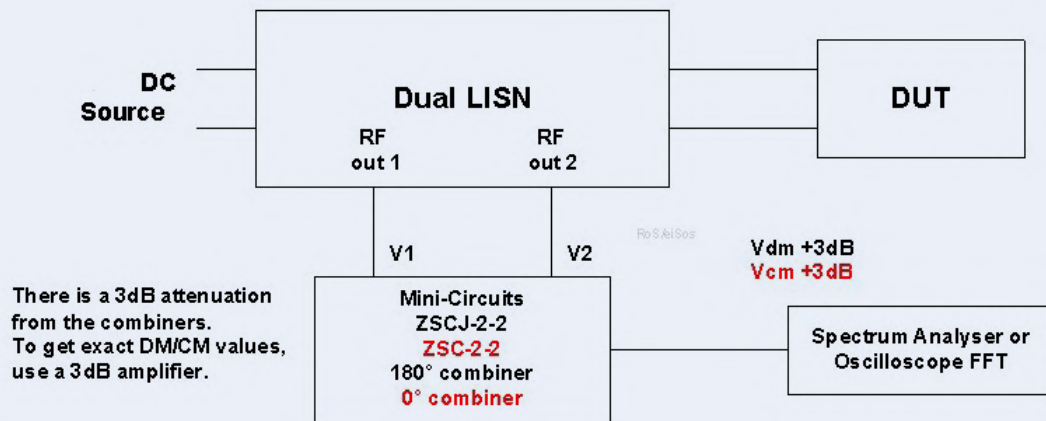 DC
Source
Dual LISN
RF
out 1
RF
out 2
DUT
V1
V2
RoS/eiSos
Vdm +3dB
Vcm +3dB
There is a 3dB attenuation
from the combiners.
To get exact DM/CM values,
use a 3dB amplifier.
Mini-Circuits
ZSCJ-2-2
ZSC-2-2
180° combiner
0° combiner
Spectrum Analyser or
Oscilloscope FFT